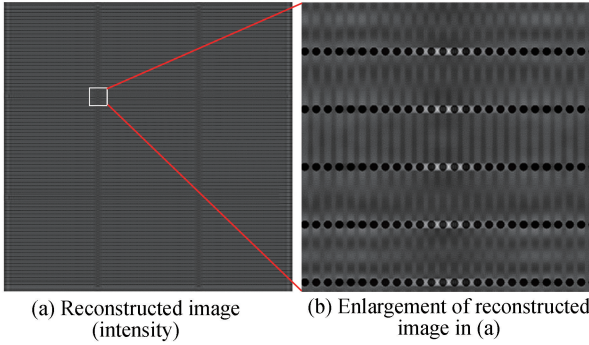 (a) Reconstructed image
(intensity)
(b) Enlargement of reconstructed
image in (a)